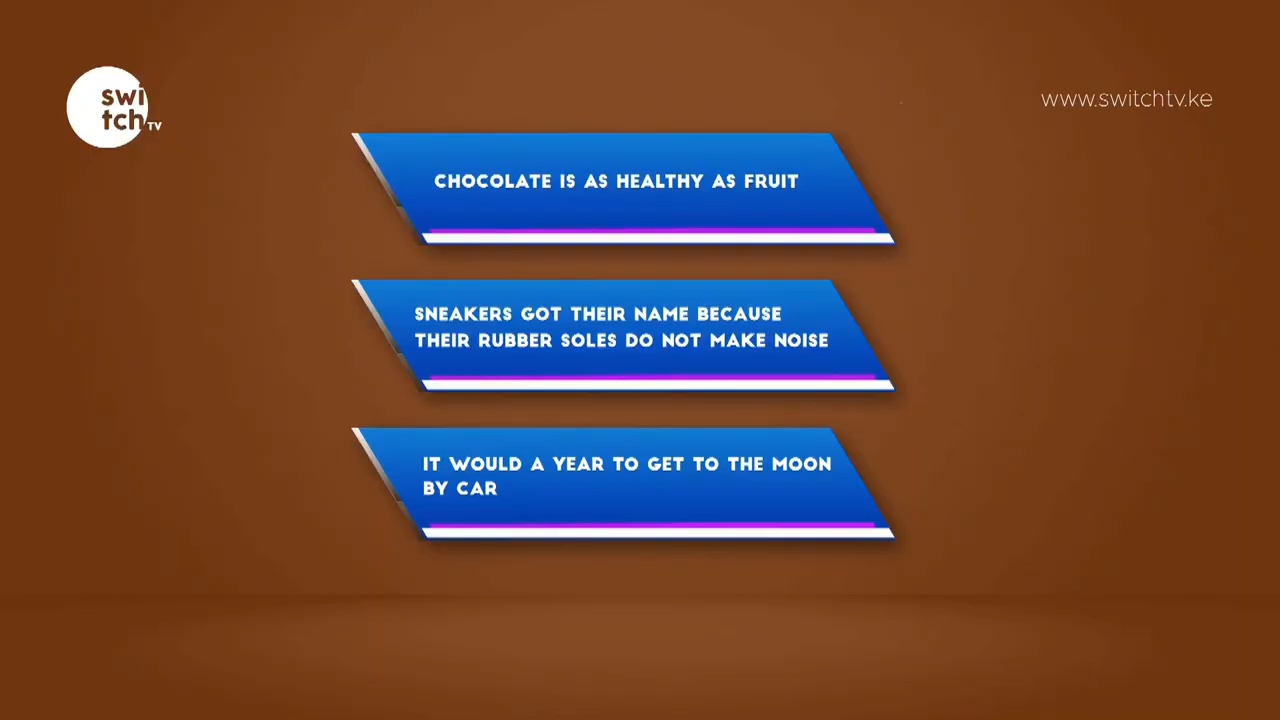 swi
tch TV
www.switchtv.ke
CHOCOLATE IS AS HEALTHY AS FRUIT
SNEAKERS GOT THEIR NAME BECAUSE
THEIR RUBBER SOLES DO NOT MAKE NOISE
IT WOULD A YEAR TO GET TO THE MOON
BY CAR